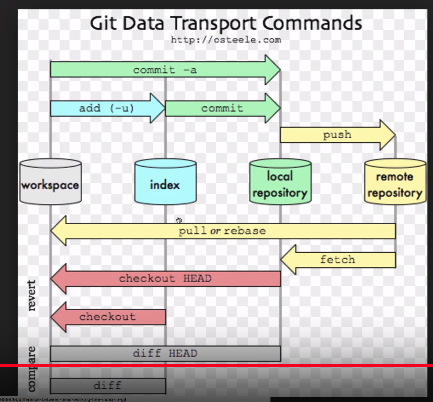 Git Data Transport Commands
http://osteele.com
commit -a
add (-u)
commit
push
workspace
index
local
repository
remote
repository
pull or rebase
fetch
revert
checkout HEAD
checkout
compare
diff HEAD
diff